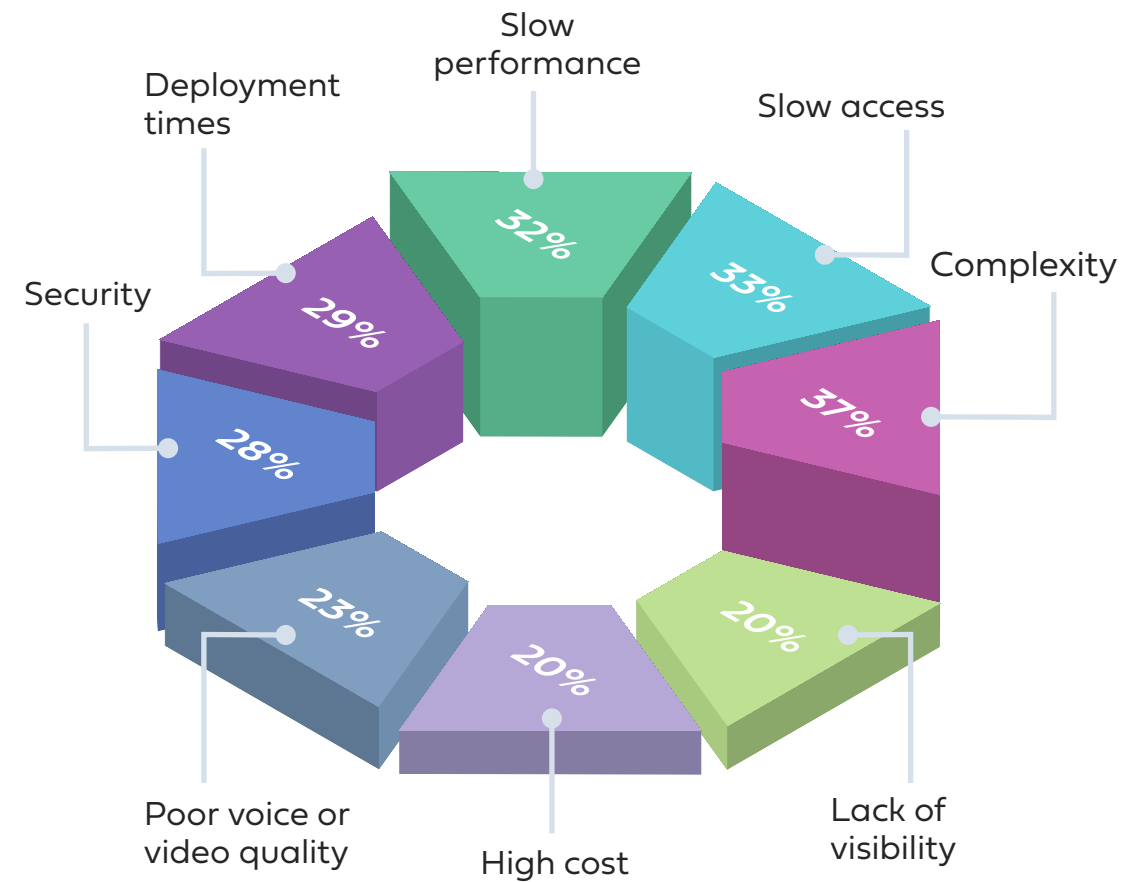 Slow
performance
Deployment
times
Slow access
Security
Complexity
32%
33%
29%
37%
28%
23%
20%
20%
Poor voice or
video quality
High cost
Lack of
visibility